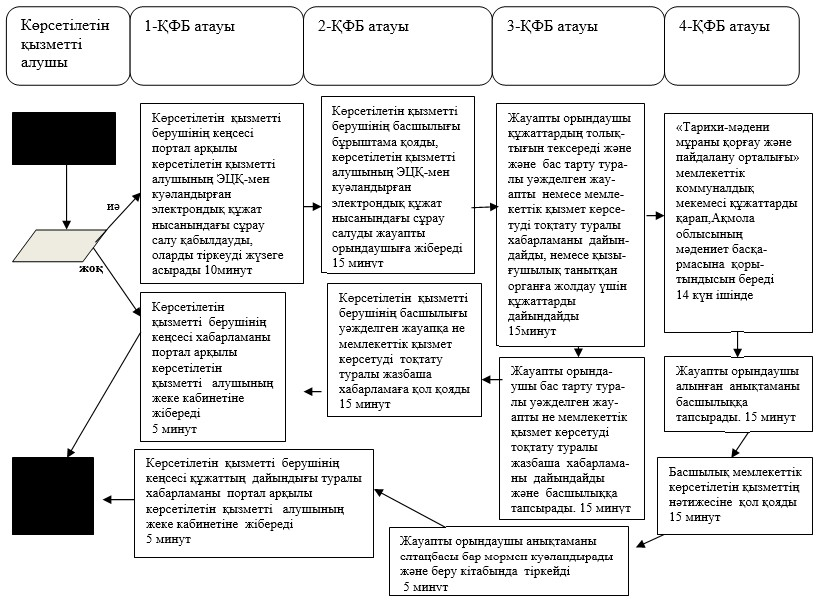 Көрсетілетін
қызметті
алушы
1-ҚФБ атауы
2-ҚФБ атауы
3-ҚФБ атауы
4-ҚФБ атауы
Көрсетілетін қызметті
берушінің кеңсесі
портал арқылы
көрсетілетін қызметті
алушының ЭЦҚ-мен
куәландырған
электрондық құжат
нысанындағы сұрау
салу қабылдауды,
оларды тіркеуді жүзеге
асырады 10минут
Көрсетілетін қызметті
берушінің басшылығы
бұрыштама қояды,
көрсетілетін қызметті
алушының ЭЦҚ-мен
куәландырған
электрондық құжат
нысанындағы сұрау
салуды жауапты
орындаушыға жібереді
15 минут
Жауапты орындаушы
құжаттардың толық-
тығын тексереді және
және бас тарту тура-
лы уәжделген жау-
апты немесе мемле-
кеттік қызмет көрсе-
туді тоқтату туралы
хабарламаны дайын-
дайды, немесе қызы-
ғушылық танытқан
органға жолдау үшін
құжаттарды
дайындайды
15минут
«Тарихи-мәдени
мұраны қорғау және
пайдалану орталығы»
мемлекеттік
коммуналдық
мекемесі құжаттарды
қарап,Ақмола
облысының
мәдениет басқа-
рмасына қоры-
тындысын береді
14 күн ішінде
иә
жоқ
Көрсетілетін
қызметті берушінің
кеңсесі хабарламаны
портал арқылы
көрсетілетін
қызметті алушының
жеке кабинетіне
жібереді
5 минут
Көрсетілетін қызметті
берушінің басшылығы
уәжделген жауапқа не
мемлекеттік қызмет
көрсетуді тоқтату
туралы жазбаша
хабарламаға қол қояды
15 минут
Жауапты орында-
ушы бас тарту тура-
лы уәжделген жау-
апты не мемлекеттік
қызмет көрсетуді
тоқтату туралы
жазбаша хабарлама-
ны дайындайды
және басшылыққа
тапсырады. 15 минут
Жауапты орындаушы
алынған анықтаманы
басшылыққа
тапсырады. 15 минут
Көрсетілетін қызметті берушінің
кеңсесі құжаттың дайындығы туралы
хабарламаны портал арқылы
көрсетілетін қызметті алушының
жеке кабинетіне жібереді
5 минут
Басшылық мемлекеттік
көрсетілетін қызметтің
нәтижесіне қол қояды
15 минут
Жауапты орындаушы анықтаманы
елтаңбасы бар мөрмен куәландырады
және беру кітабында тіркейді
5 минут